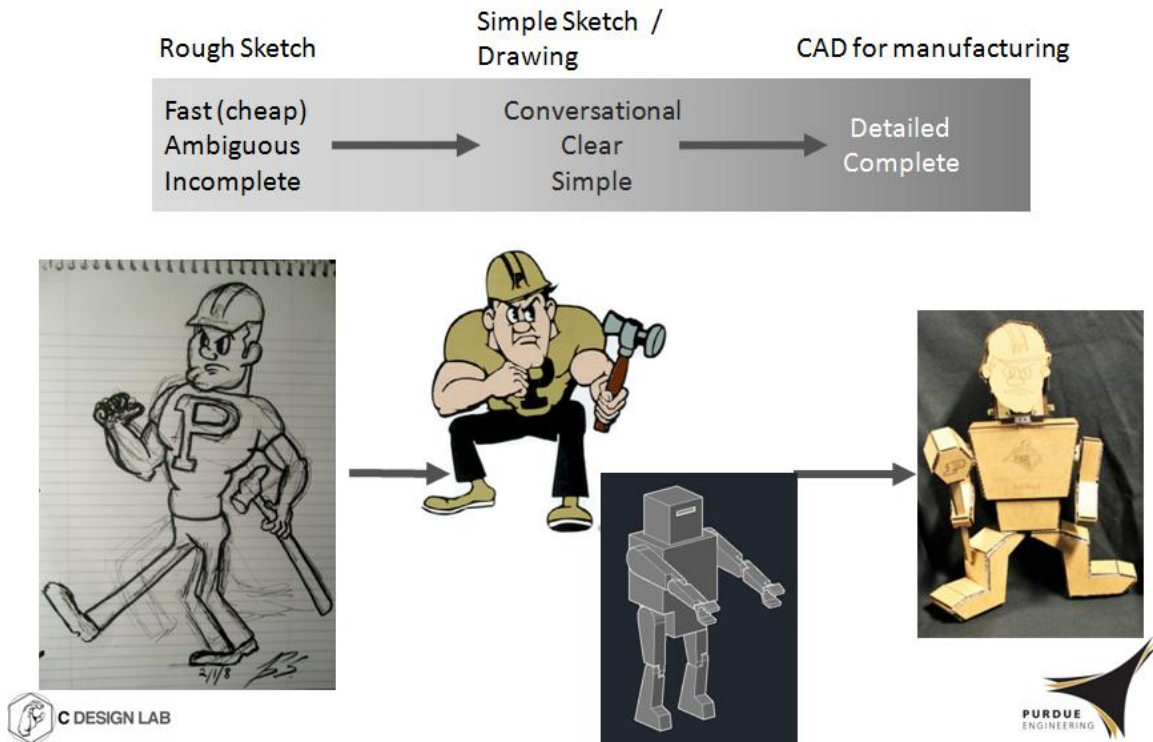 Rough Sketch
Simple Sketch /
Drawing
CAD for manufacturing
Fast (cheap)
Ambiguous
Incomplete
Conversational
Clear
Simple
Detailed
Complete
P
P
P
P
2/1/8
C DESIGN LAB
PURDUE
ENGINEERING